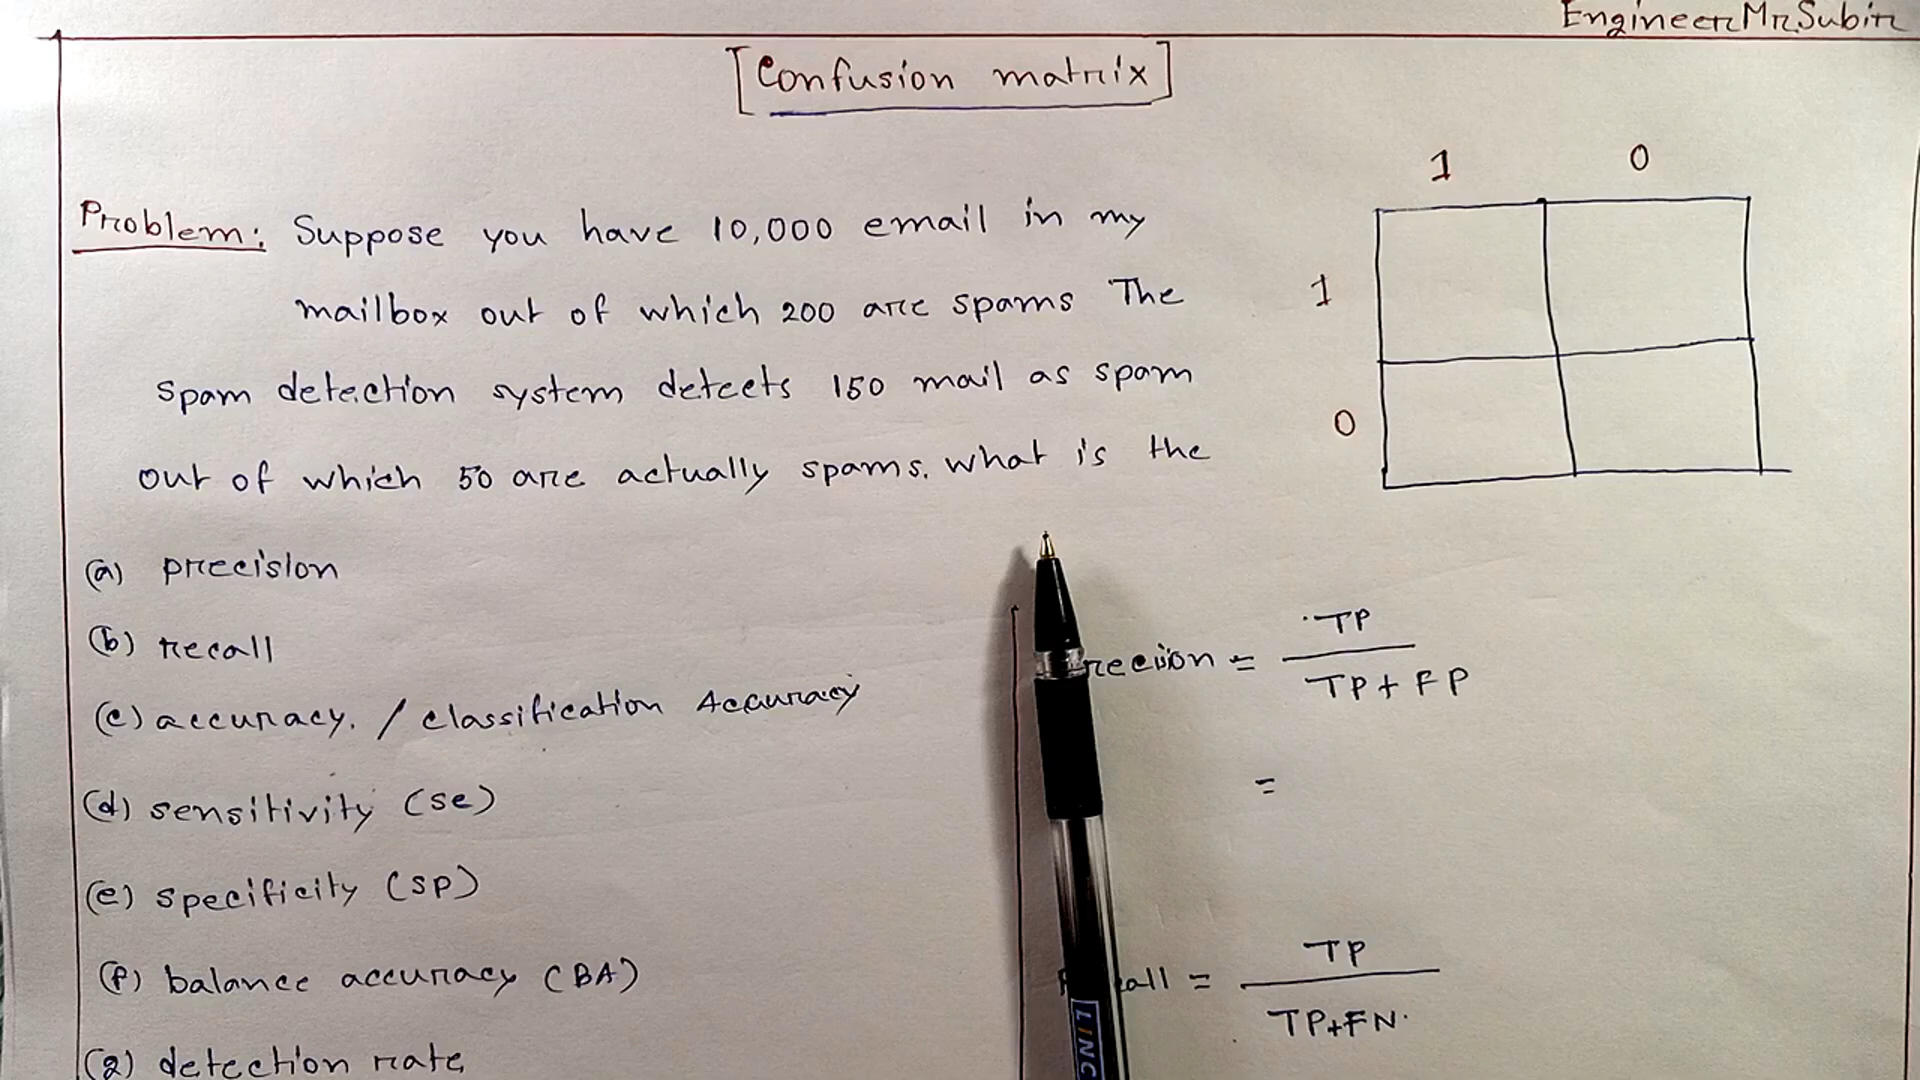 Engineer Mr. Subir
[Confusion matrix]
1 0
Problem: Suppose you have 10,000 email in my
mailbox out of which 200 are spams The
1
spam detection system detects 150 mail as spam
0
out of which 50 are actually spams. what is the
(a) precision
(b) recall
(c) accuracy. / classification Accuracy
(d) sensitivity (se)
(e) specificity (sp)
(f) balance accuracy (BA)
(g) detection rate
= TP
TP + FP
=
= TP
TP+FN.
LINC